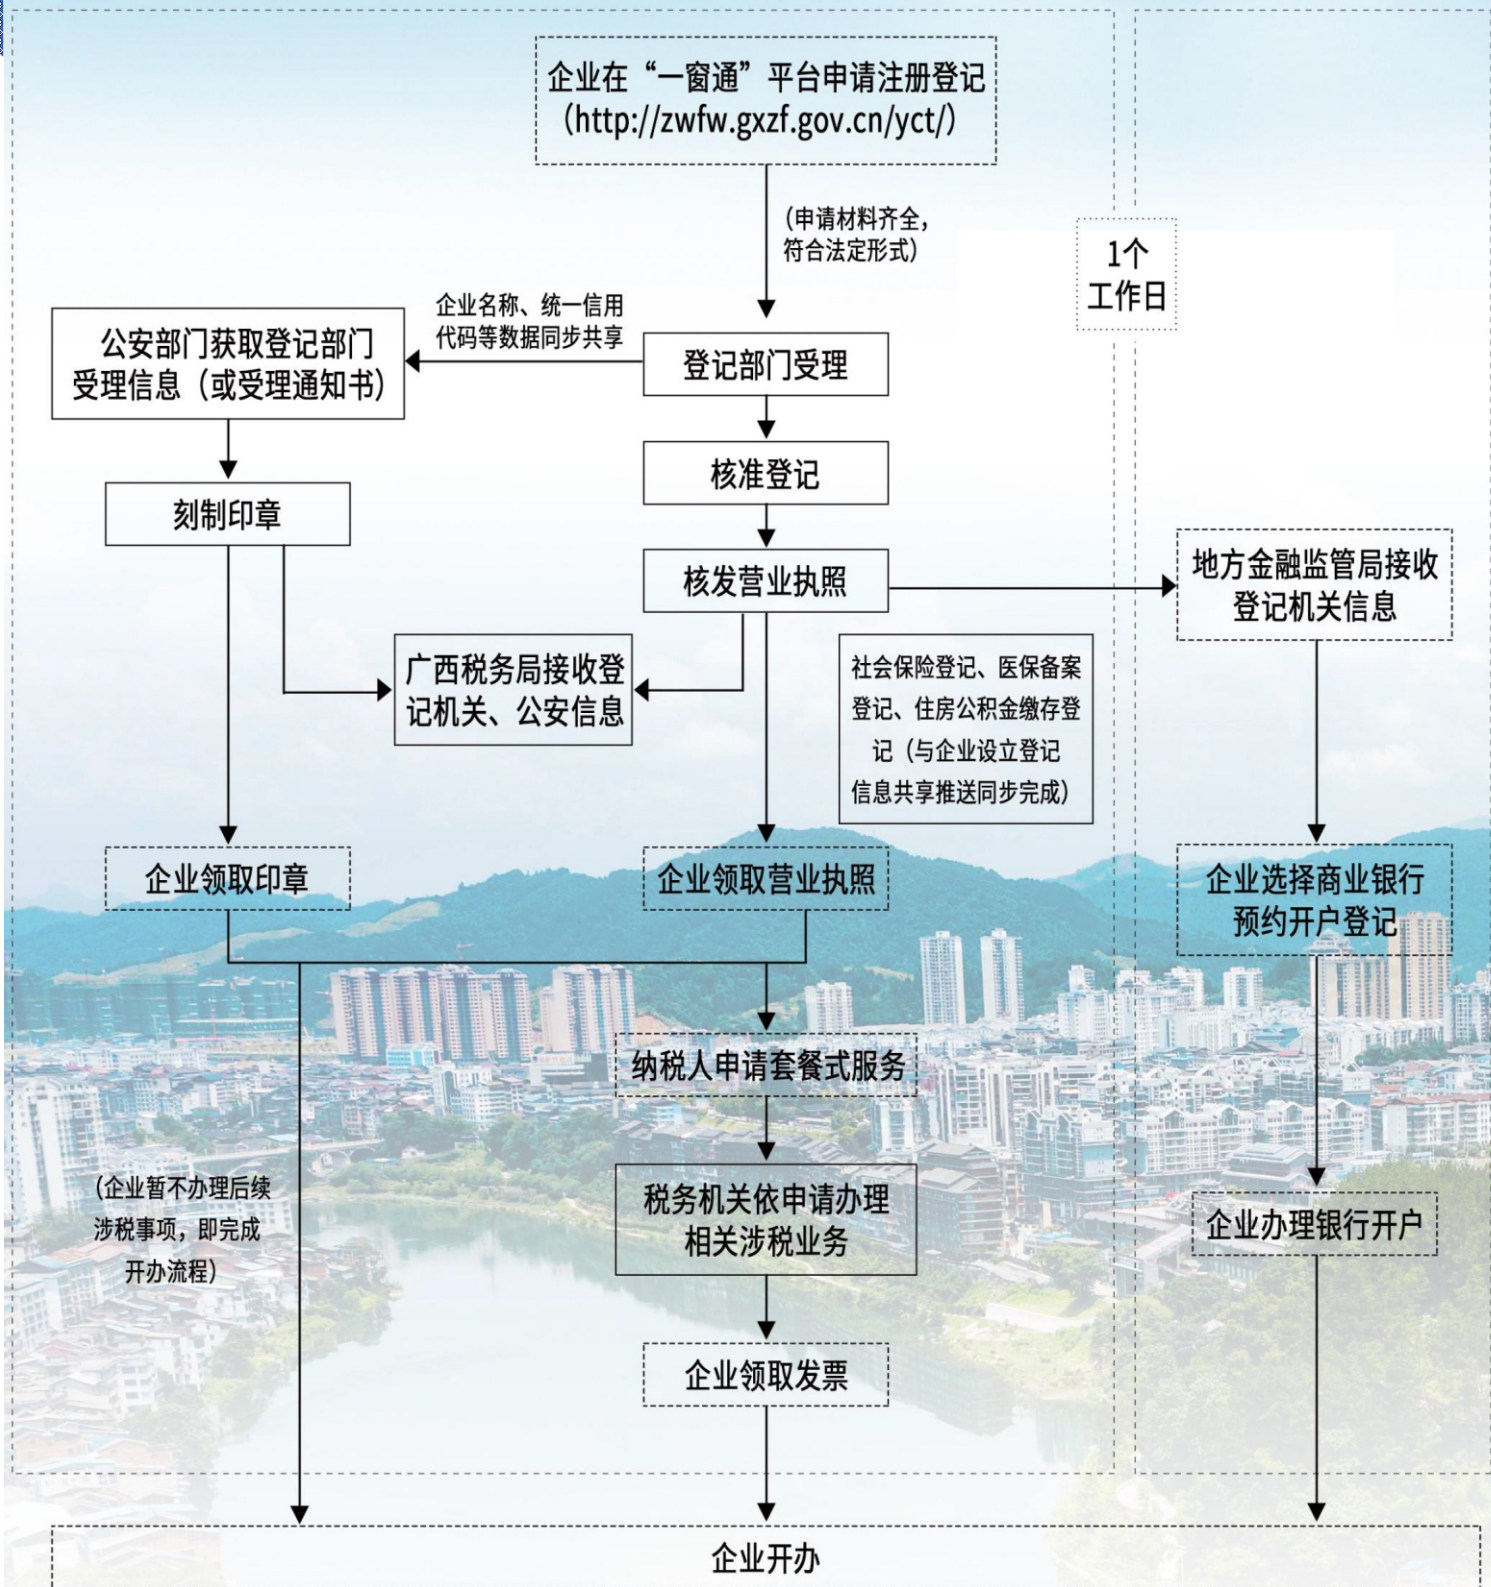 企业在“一窗通”平台申请注册登记
（http://zwfw.gxzf.gov.cn/yct/）
（申请材料齐全，
符合法定形式）
1个
工作日
企业名称、统一信用
代码等数据同步共享
公安部门获取登记部门
受理信息（或受理通知书）
登记部门受理
核准登记
刻制印章
核发营业执照
地方金融监管局接收
登记机关信息
广西税务局接收登
记机关、公安信息
社会保险登记、医保备案
登记、住房公积金缴存登
记（与企业设立登记
信息共享推送同步完成）
企业领取印章
企业领取营业执照
企业选择商业银行
预约开户登记
纳税人申请套餐式服务
（企业暂不办理后续
涉税事项，即完成
开办流程）
税务机关依申请办理
相关涉税业务
企业办理银行开户
企业领取发票
企业开办